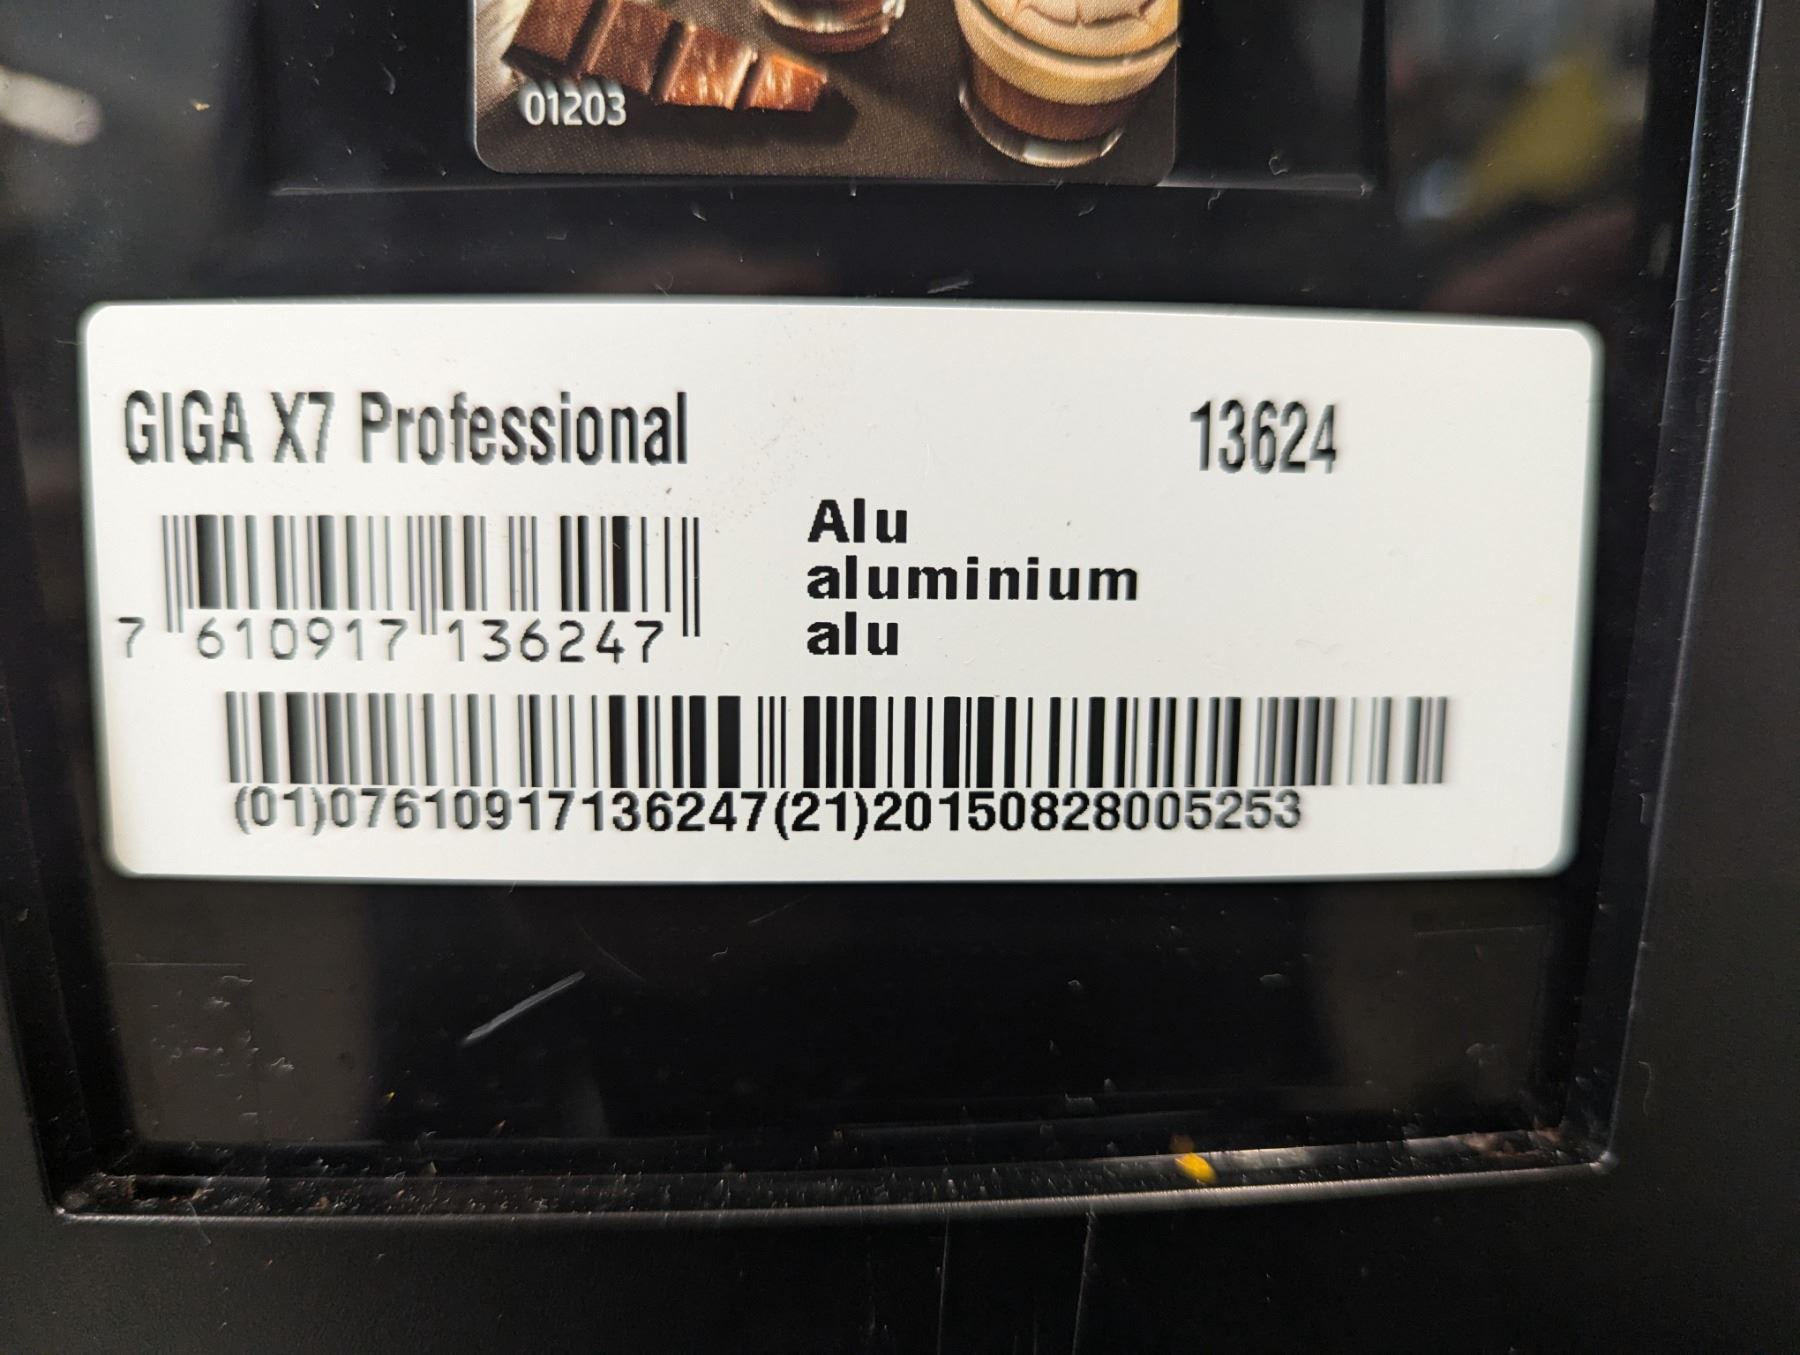 01203
GIGA X7 Professional 13624
Alu
aluminium
alu
7 610917 136247
(01)07610917136247(21)20150828005253